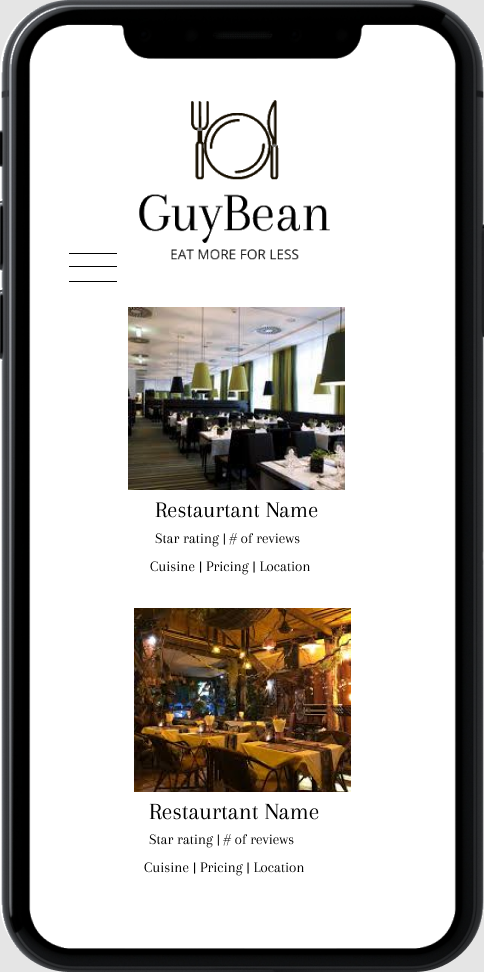 GuyBean
EAT MORE FOR LESS
Restaurtant Name
Star rating | # of reviews
Cuisine | Pricing | Location
Restaurtant Name
Star rating | # of reviews
Cuisine | Pricing | Location